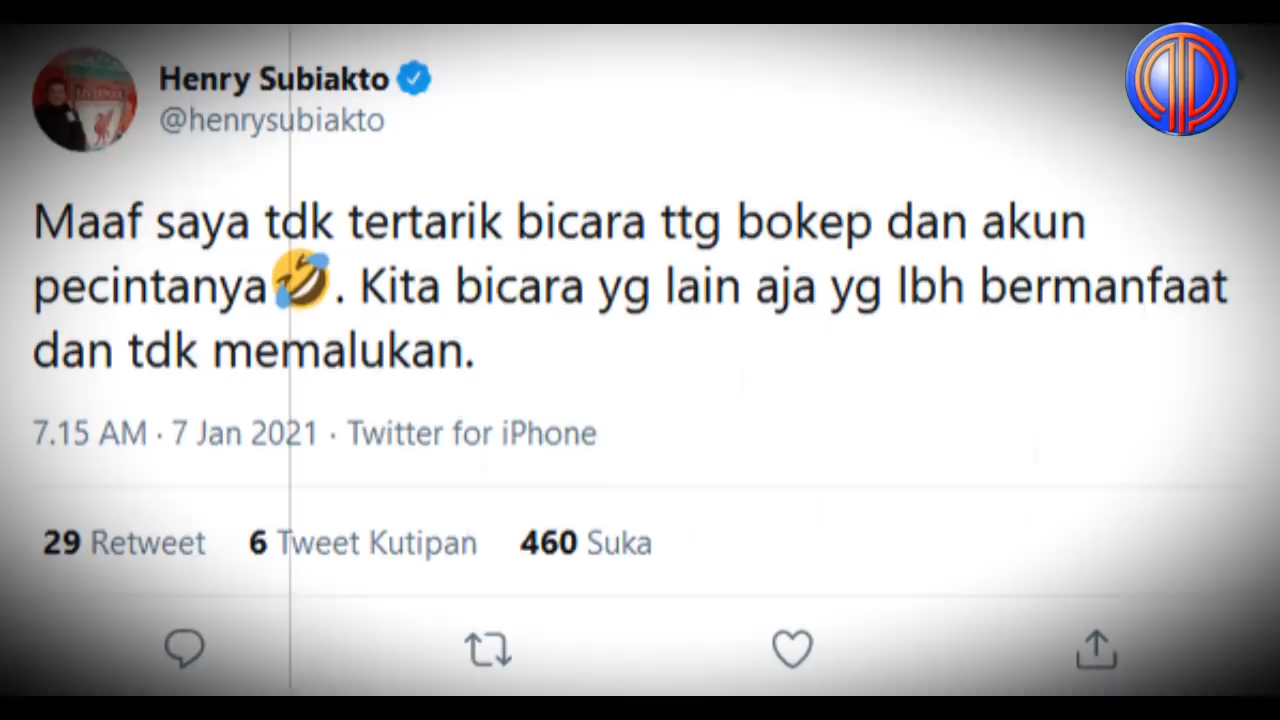 Henry Subiakto
@henrysubiakto
Maaf saya tdk tertarik bicara ttg bokep dan akun
pecintanya🤣. Kita bicara yg lain aja yg lbh bermanfaat
dan tdk memalukan.
7.15 AM · 7 Jan 2021 · Twitter for iPhone
29 Retweet 6 Tweet Kutipan 460 Suka